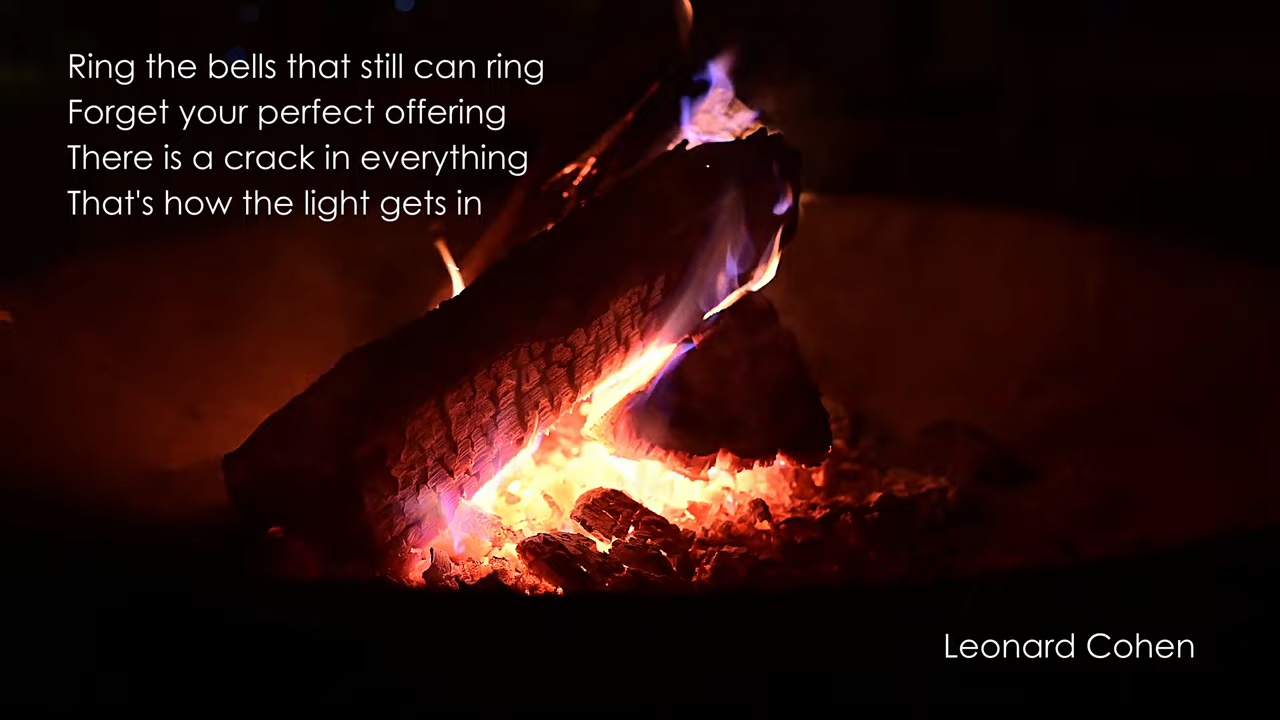 Ring the bells that still can ring
Forget your perfect offering
There is a crack in everything
That's how the light gets in
Leonard Cohen